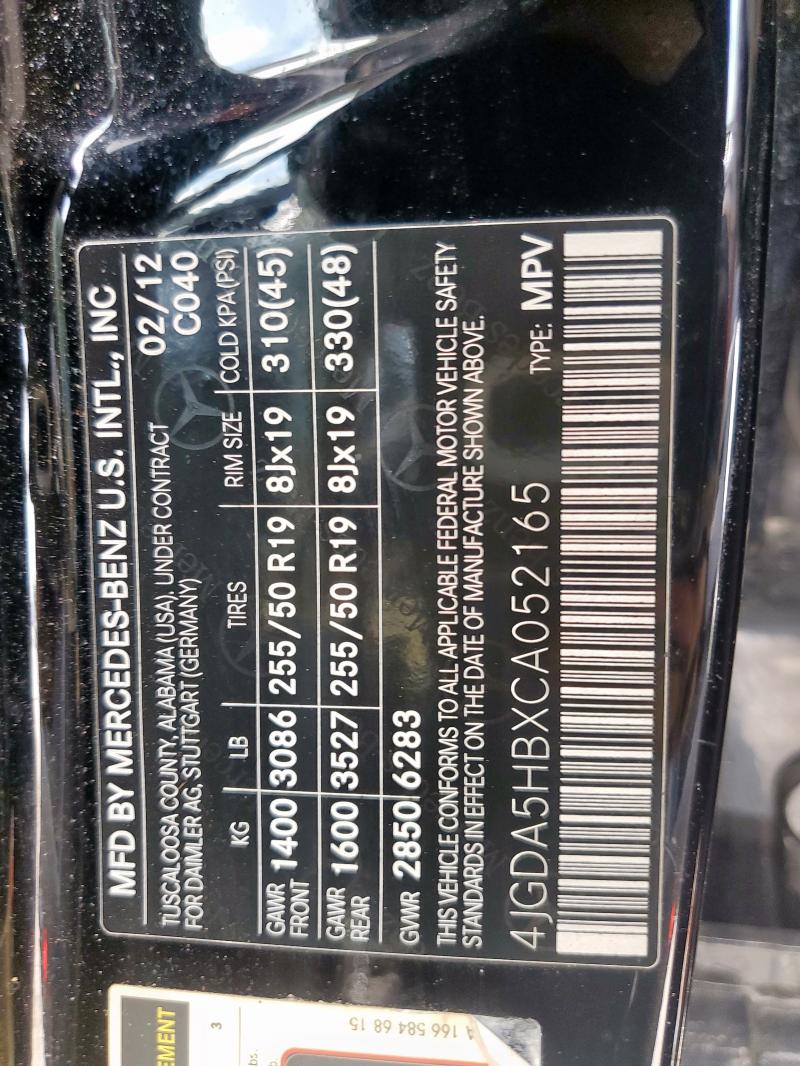 MFD BY MERCEDES-BENZ U.S. INTL., INC
TUSCALOOSA COUNTY, ALABAMA (USA), UNDER CONTRACT 02/12
FOR DAIMLER AG, STUTTGART (GERMANY) C040
KG LB TIRES RIM SIZE COLD KPA(PSI)
GAWR FRONT 1400 3086 255/50 R19 8Jx19 310(45)
GAWR REAR 1600 3527 255/50 R19 8Jx19 330(48)
GVWR 2850 6283
THIS VEHICLE CONFORMS TO ALL APPLICABLE FEDERAL MOTOR VEHICLE SAFETY
STANDARDS IN EFFECT ON THE DATE OF MANUFACTURE SHOWN ABOVE.
4JGDA5HBXCA052165 TYPE: MPV
EMENT
3
bs.
A 166 584 68 15